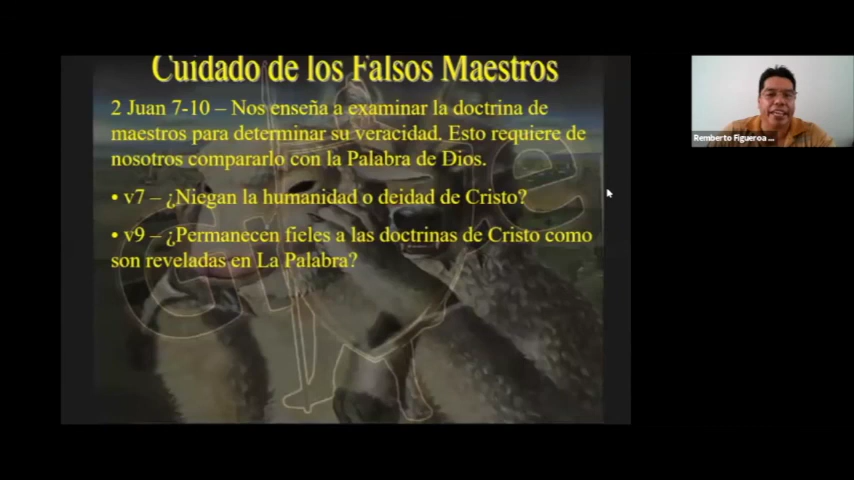 Cuidado de los Falsos Maestros
2 Juan 7-10 – Nos enseña a examinar la doctrina de
maestros para determinar su veracidad. Esto requiere de
nosotros compararlo con la Palabra de Dios.
• v7 – ¿Niegan la humanidad o deidad de Cristo?
• v9 – ¿Permanecen fieles a las doctrinas de Cristo como
son reveladas en La Palabra?
Remberto Figueroa ...